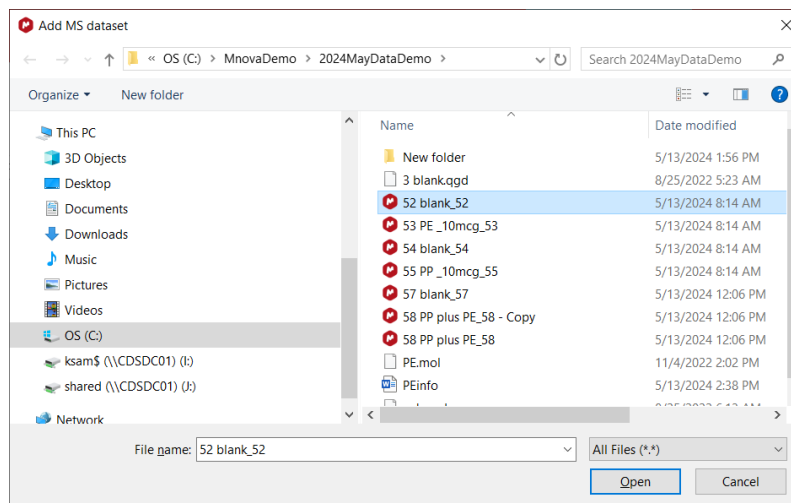 Add MS dataset
« OS (C:) > MnovaDemo > 2024MayDataDemo >
Search 2024MayDataDemo
Organize
New folder
This PC
3D Objects
Desktop
Documents
Downloads
Music
Pictures
Videos
OS (C:)
ksam$ (\\CDSDC01) (I:)
shared (\\CDSDC01) (J:)
Network
Name Date modified
New folder 5/13/2024 1:56 PM
3 blank.qgd 8/25/2022 5:23 AM
52 blank_52 5/13/2024 8:14 AM
53 PE _10mcg_53 5/13/2024 8:14 AM
54 blank_54 5/13/2024 8:14 AM
55 PP _10mcg_55 5/13/2024 8:14 AM
57 blank_57 5/13/2024 12:06 PM
58 PP plus PE_58 - Copy 5/13/2024 12:06 PM
58 PP plus PE_58 5/13/2024 12:06 PM
PE.mol 11/4/2022 2:02 PM
PEinfo 5/13/2024 2:38 PM
File name: 52 blank_52
All Files (*.*)
Open
Cancel